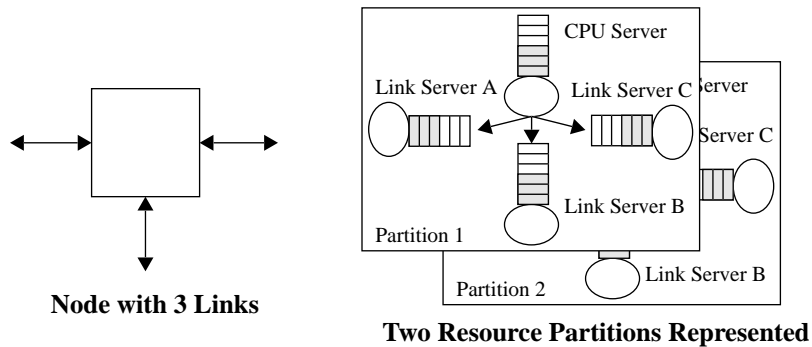 CPU Server
Link Server A
Link Server C
Server
Server C
Link Server B
Partition 1
Link Server B
Partition 2
Node with 3 Links
Two Resource Partitions Represented